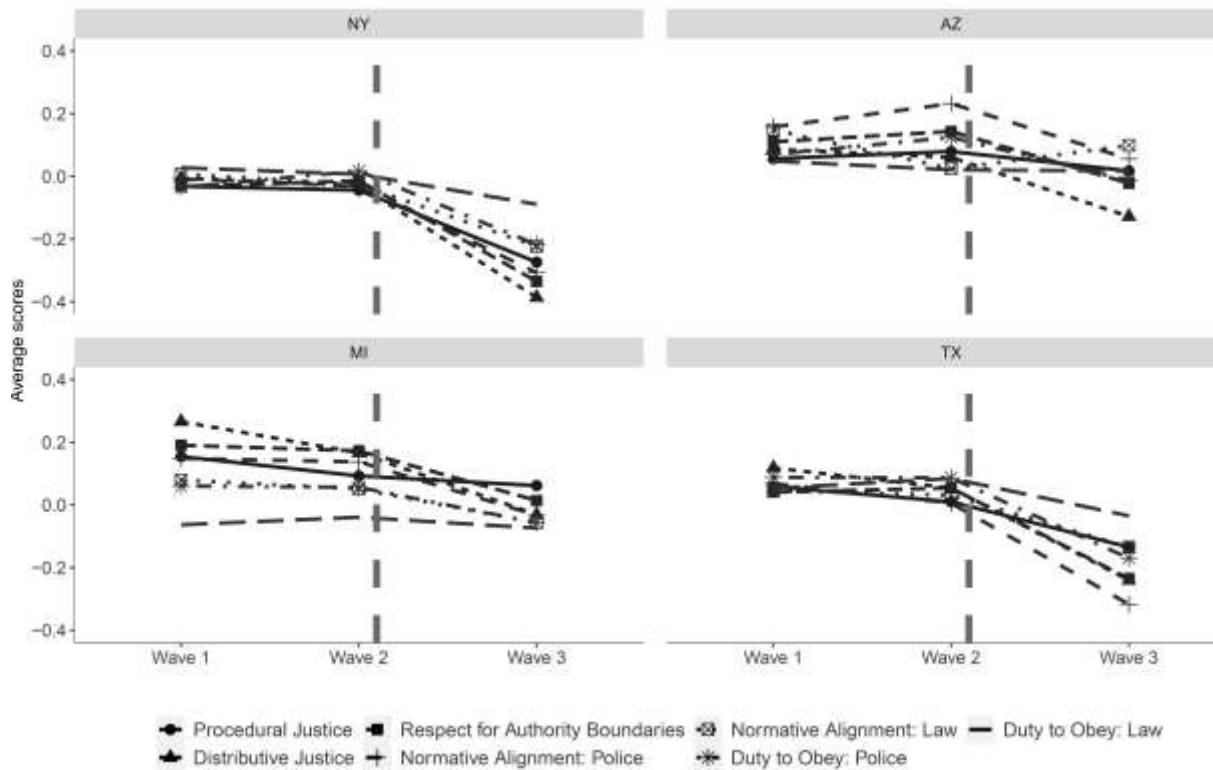 NY
AZ
0.4
0.2
0.0
−0.2
−0.4
MI
TX
0.4
0.2
0.0
−0.2
−0.4
Average scores
Wave 1 Wave 2 Wave 3
Wave 1 Wave 2 Wave 3
Procedural Justice Respect for Authority Boundaries Normative Alignment: Law Duty to Obey: Law
Distributive Justice Normative Alignment: Police Duty to Obey: Police